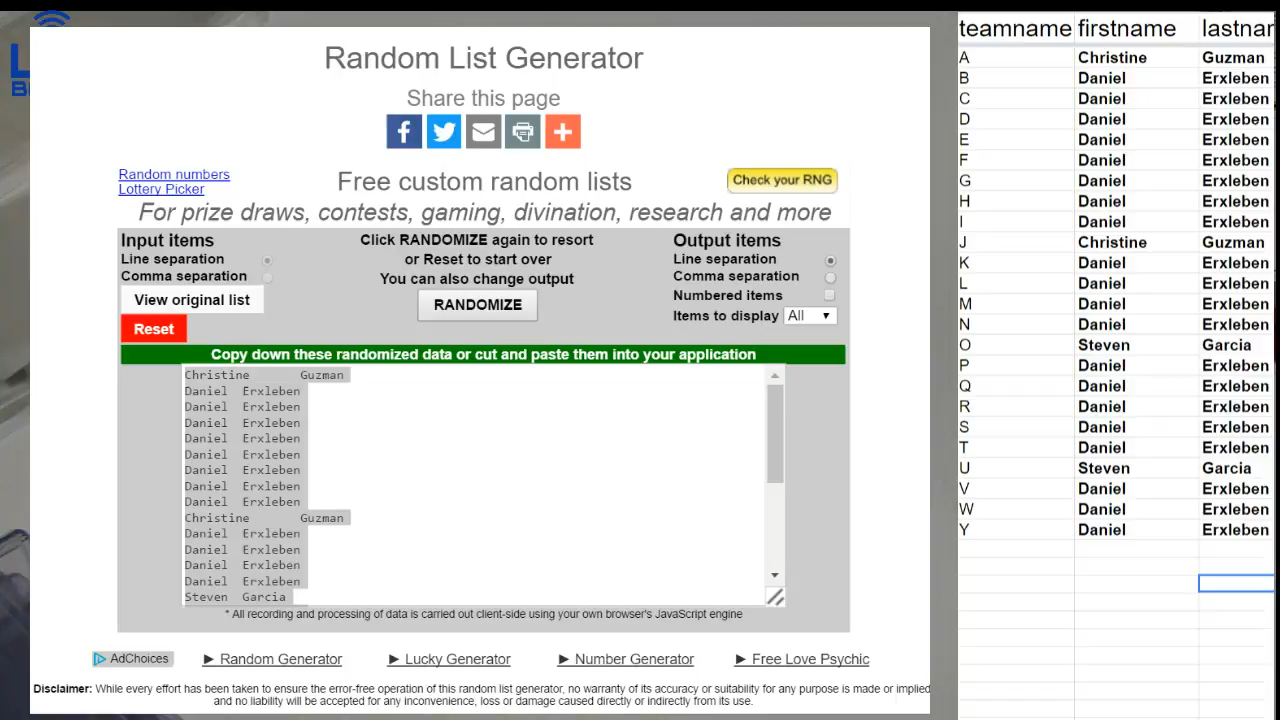 L
B
Random List Generator
Share this page
Random numbers
Lottery Picker
Free custom random lists
Check your RNG
For prize draws, contests, gaming, divination, research and more
Input items
Line separation
Comma separation
View original list
Reset
Click RANDOMIZE again to resort
or Reset to start over
You can also change output
RANDOMIZE
Output items
Line separation
Comma separation
Numbered items
Items to display All
Copy down these randomized data or cut and paste them into your application
Christine Guzman
Daniel Erxleben
Daniel Erxleben
Daniel Erxleben
Daniel Erxleben
Daniel Erxleben
Daniel Erxleben
Daniel Erxleben
Daniel Erxleben
Christine Guzman
Daniel Erxleben
Daniel Erxleben
Daniel Erxleben
Daniel Erxleben
Steven Garcia
* All recording and processing of data is carried out client-side using your own browser's JavaScript engine
AdChoices
► Random Generator
► Lucky Generator
► Number Generator
► Free Love Psychic
Disclaimer: While every effort has been taken to ensure the error-free operation of this random list generator, no warranty of its accuracy or suitability for any purpose is made or implied
and no liability will be accepted for any inconvenience, loss or damage caused directly or indirectly from its use.
teamname firstname lastnar
A Christine Guzman
B Daniel Erxleben
C Daniel Erxleben
D Daniel Erxleben
E Daniel Erxleben
F Daniel Erxleben
G Daniel Erxleben
H Daniel Erxleben
I Daniel Erxleben
J Christine Guzman
K Daniel Erxleben
L Daniel Erxleben
M Daniel Erxleben
N Daniel Erxleben
O Steven Garcia
P Daniel Erxleben
Q Daniel Erxleben
R Daniel Erxleben
S Daniel Erxleben
T Daniel Erxleben
U Steven Garcia
V Daniel Erxleben
W Daniel Erxleben
Y Daniel Erxleben